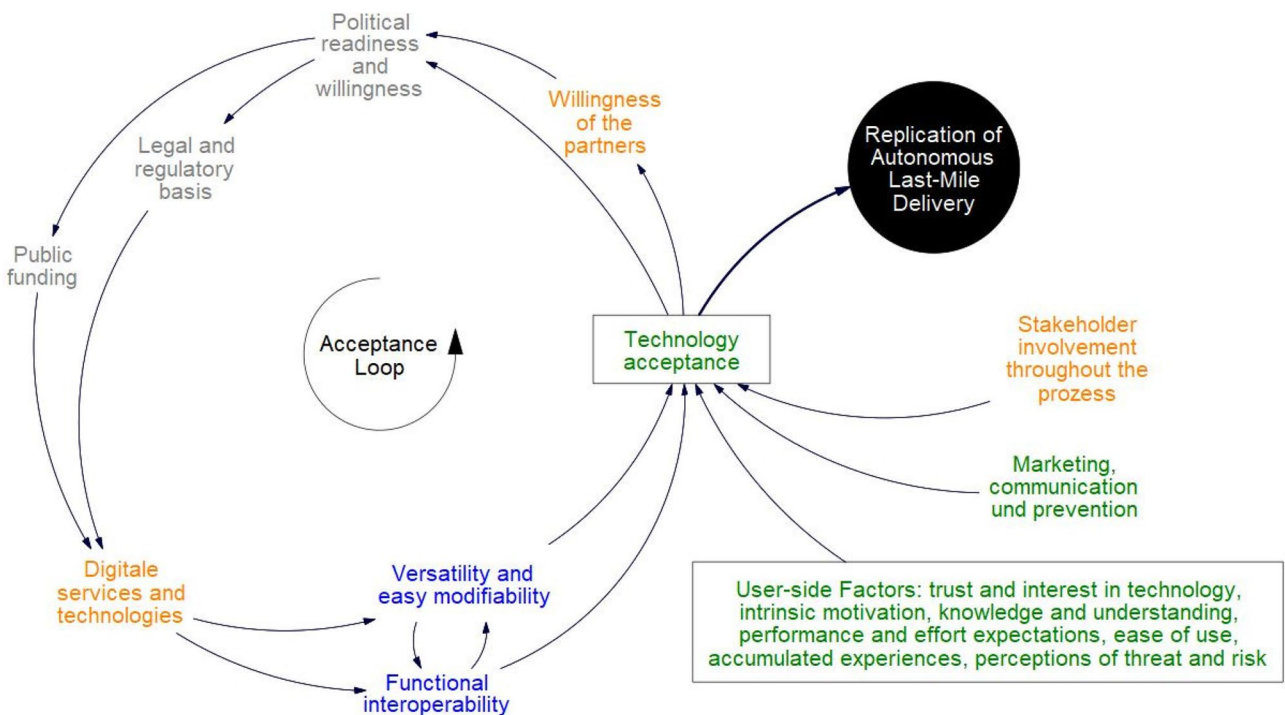 Political
readiness
and
willingness
Willingness
of the
partners
Replication of
Autonomous
Last-Mile
Delivery
Legal and
regulatory
basis
Public
funding
Acceptance
Loop
Technology
acceptance
Stakeholder
involvement
throughout the
prozess
Marketing,
communication
und prevention
Digitale
services and
technologies
Versatility and
easy modifiability
Functional
interoperability
User-side Factors: trust and interest in technology,
intrinsic motivation, knowledge and understanding,
performance and effort expectations, ease of use,
accumulated experiences, perceptions of threat and risk